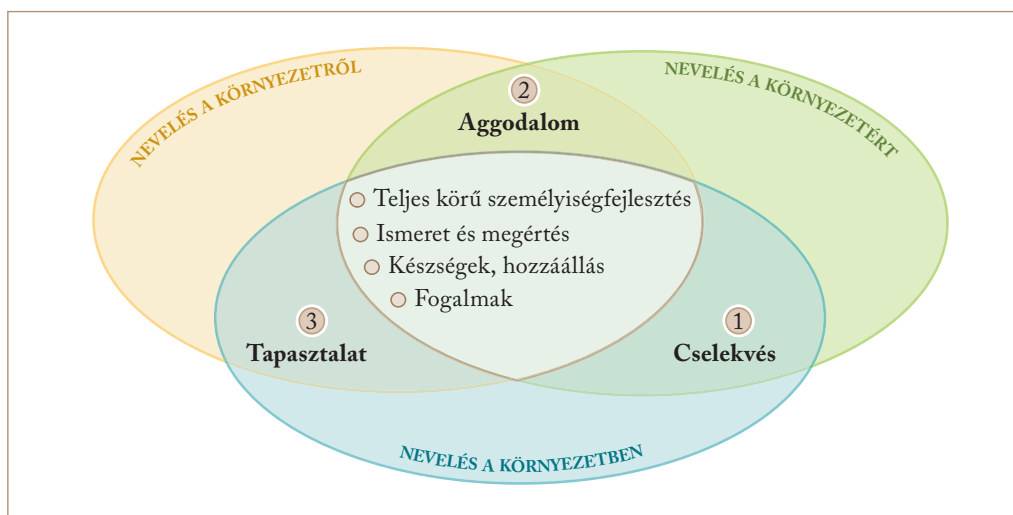 NEVELÉS A KÖRNYEZETRŐL
NEVELÉS A KÖRNYEZETÉRT
2
Aggodalom
Teljes körű személyiségfejlesztés
Ismeret és megértés
Készségek, hozzáállás
Fogalmak
3
Tapasztalat
1
Cselekvés
NEVELÉS A KÖRNYEZETBEN